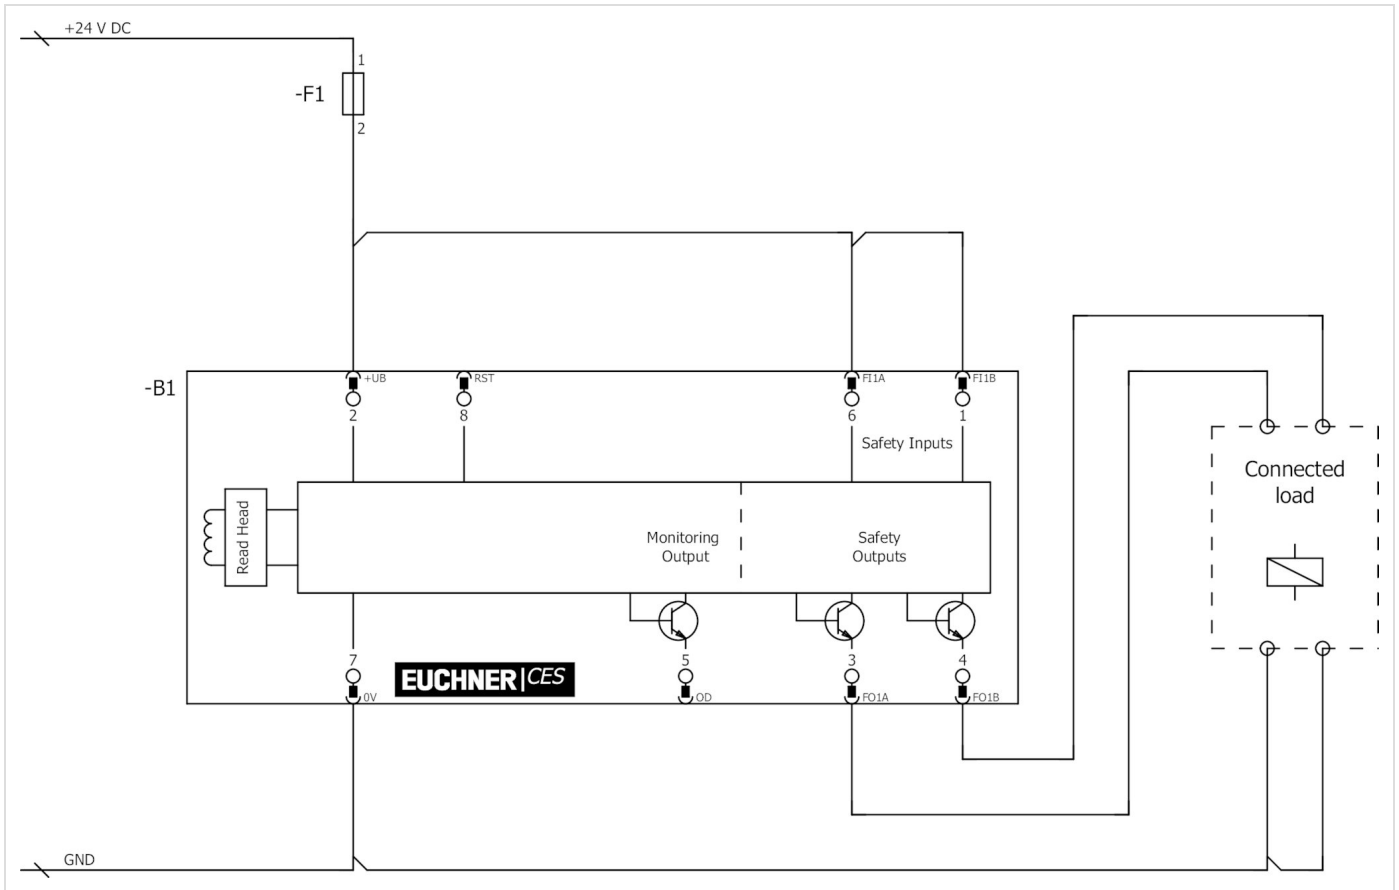 +24 V DC
1
-F1
2
-B1
+UB
RST
FI1A
FI1B
2
8
6
1
Safety Inputs
Connected
load
Read Head
Monitoring
Output
Safety
Outputs
7
5
3
4
EUCHNER|CES
0V
OD
FO1A
FO1B
GND